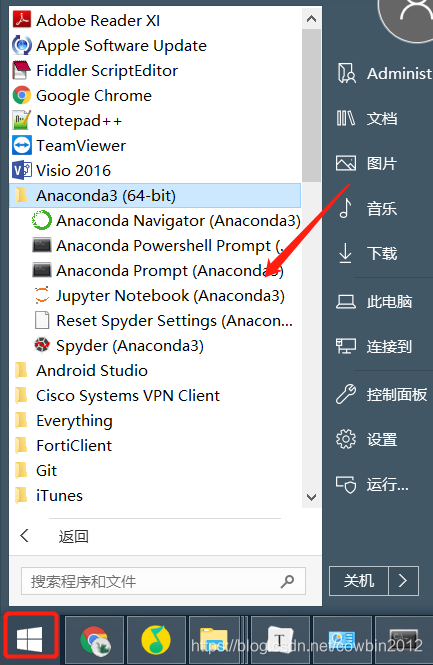 Adobe Reader XI
Apple Software Update
Fiddler ScriptEditor
Google Chrome
Notepad++
TeamViewer
Visio 2016
Anaconda3 (64-bit)
Anaconda Navigator (Anaconda3)
Anaconda Powershell Prompt (...
Anaconda Prompt (Anaconda3)
Jupyter Notebook (Anaconda3)
Reset Spyder Settings (Anacon...
Spyder (Anaconda3)
Android Studio
Cisco Systems VPN Client
Everything
FortiClient
Git
iTunes
返回
搜索程序和文件
Administ
文档
图片
音乐
下载
此电脑
连接到
控制面板
设置
运行...
关机
T
https://blog.csdn.net/cowbin2012